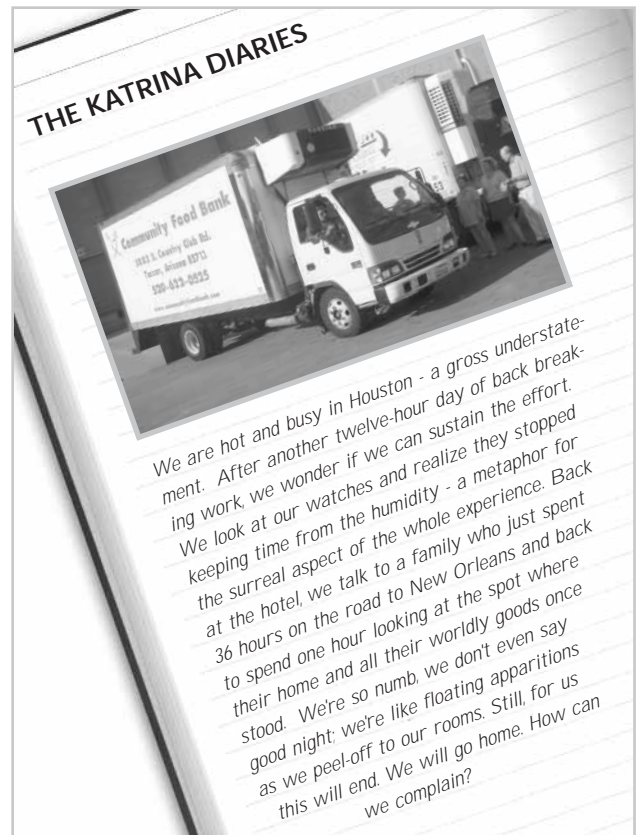 THE KATRINA DIARIES
Community Food Bank
Tucson, Arizona 85713
520-622-0525
We are hot and busy in Houston - a gross understate-
ment. After another twelve-hour day of back break-
ing work, we wonder if we can sustain the effort.
We look at our watches and realize they stopped
keeping time from the humidity - a metaphor for
the surreal aspect of the whole experience. Back
at the hotel, we talk to a family who just spent
36 hours on the road to New Orleans and back
to spend one hour looking at the spot where
their home and all their worldly goods once
stood. We're so numb, we don't even say
good night; we're like floating apparitions
as we peel-off to our rooms. Still, for us
this will end. We will go home. How can
we complain?